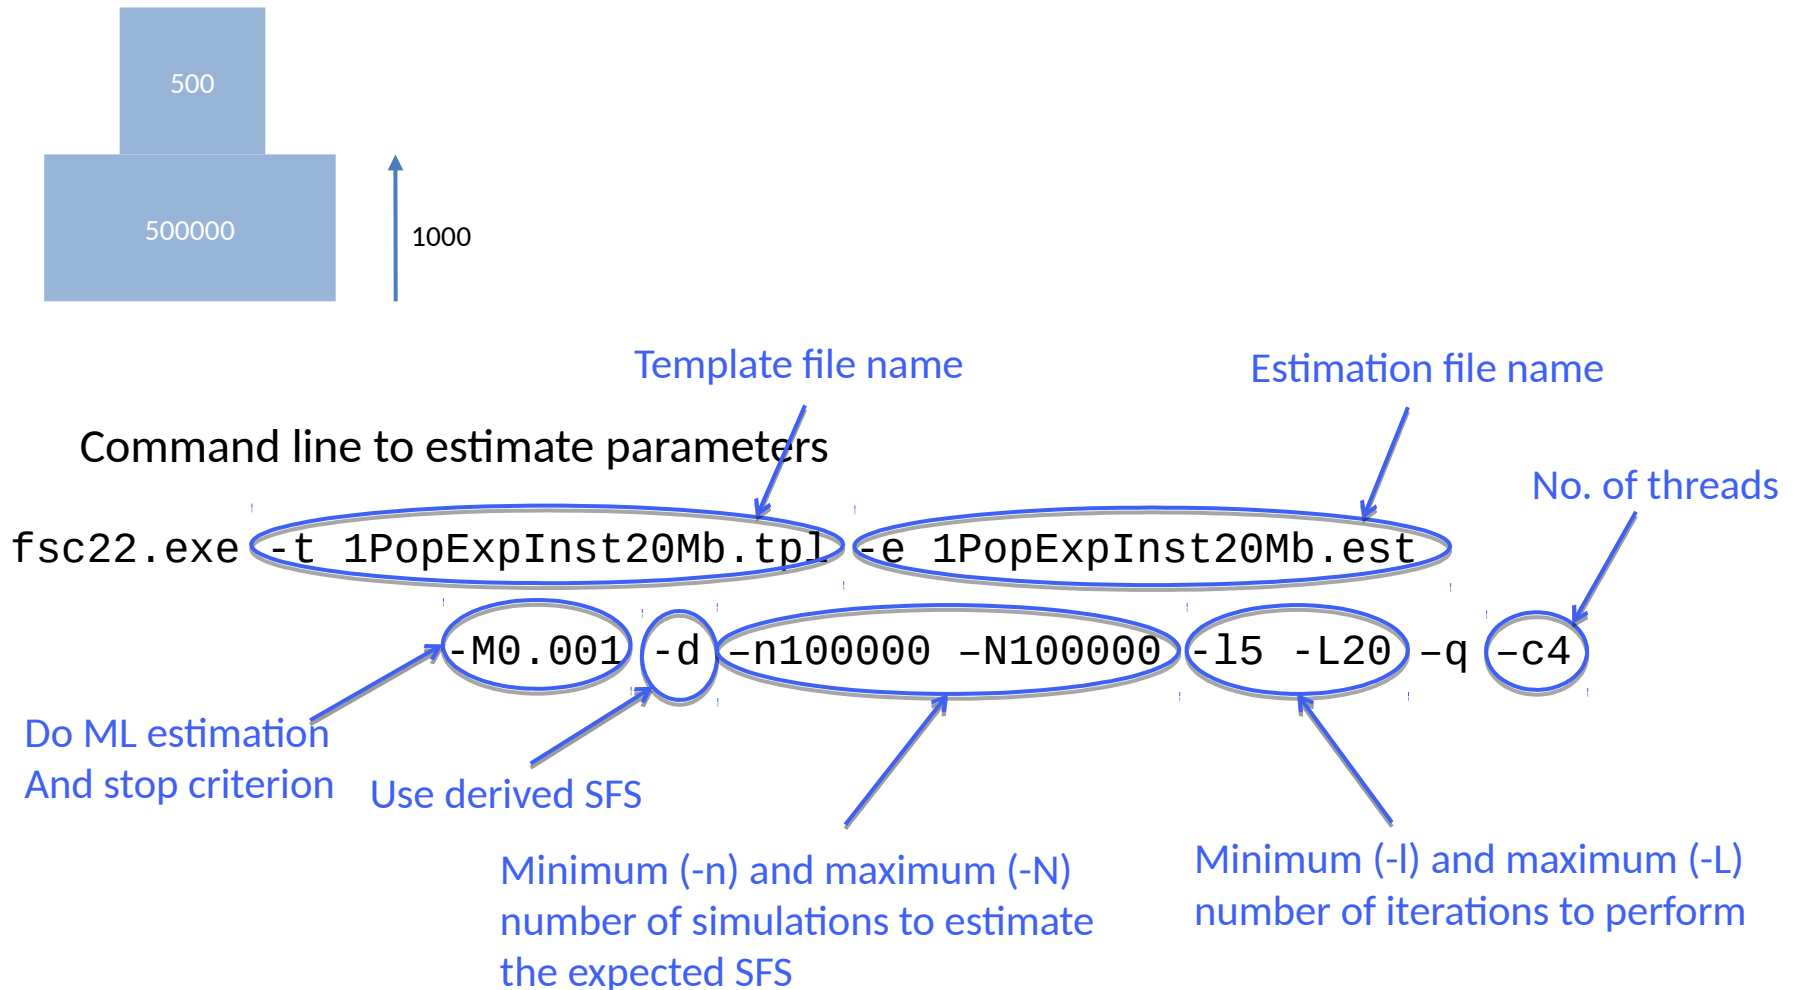 500
500000
1000
Template file name
Estimation file name
Command line to estimate parameters
No. of threads
fsc22.exe -t 1PopExpInst20Mb.tpl -e 1PopExpInst20Mb.est
-M0.001 -d –n100000 –N100000 -l5 -L20 –q –c4
Do ML estimation
And stop criterion
Use derived SFS
Minimum (-n) and maximum (-N)
number of simulations to estimate
the expected SFS
Minimum (-l) and maximum (-L)
number of iterations to perform